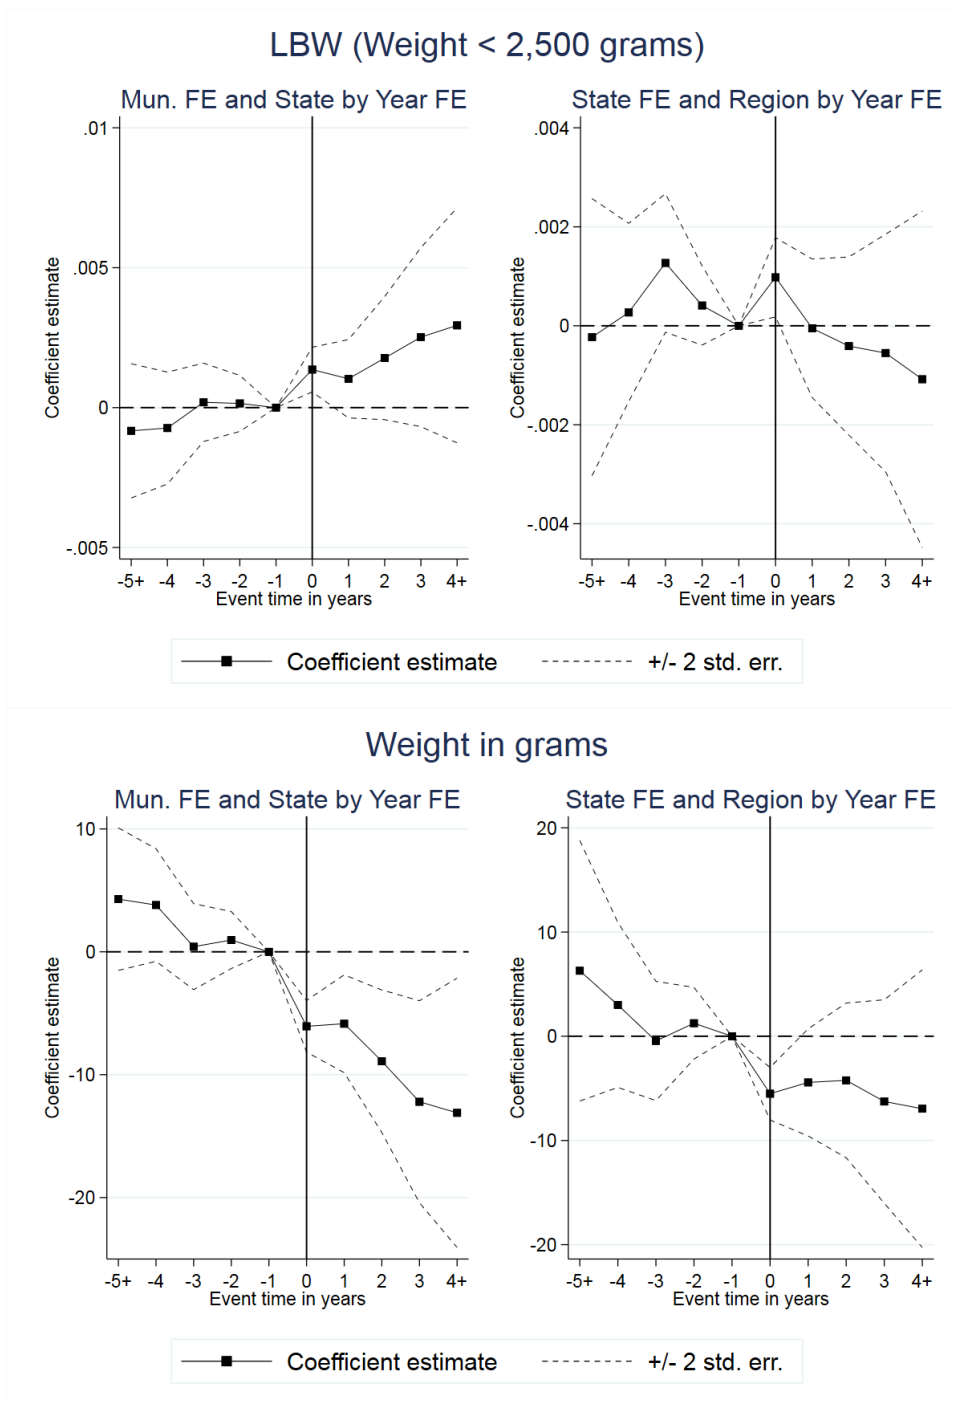 LBW (Weight < 2,500 grams)
Mun. FE and State by Year FE
.01
.005
0
-.005
Coefficient estimate
-5+ -4 -3 -2 -1 0 1 2 3 4+
Event time in years
State FE and Region by Year FE
.004
.002
0
-.002
-.004
Coefficient estimate
-5+ -4 -3 -2 -1 0 1 2 3 4+
Event time in years
Coefficient estimate +/- 2 std. err.
Weight in grams
Mun. FE and State by Year FE
10
0
-10
-20
Coefficient estimate
-5+ -4 -3 -2 -1 0 1 2 3 4+
Event time in years
State FE and Region by Year FE
20
10
0
-10
-20
Coefficient estimate
-5+ -4 -3 -2 -1 0 1 2 3 4+
Event time in years
Coefficient estimate +/- 2 std. err.